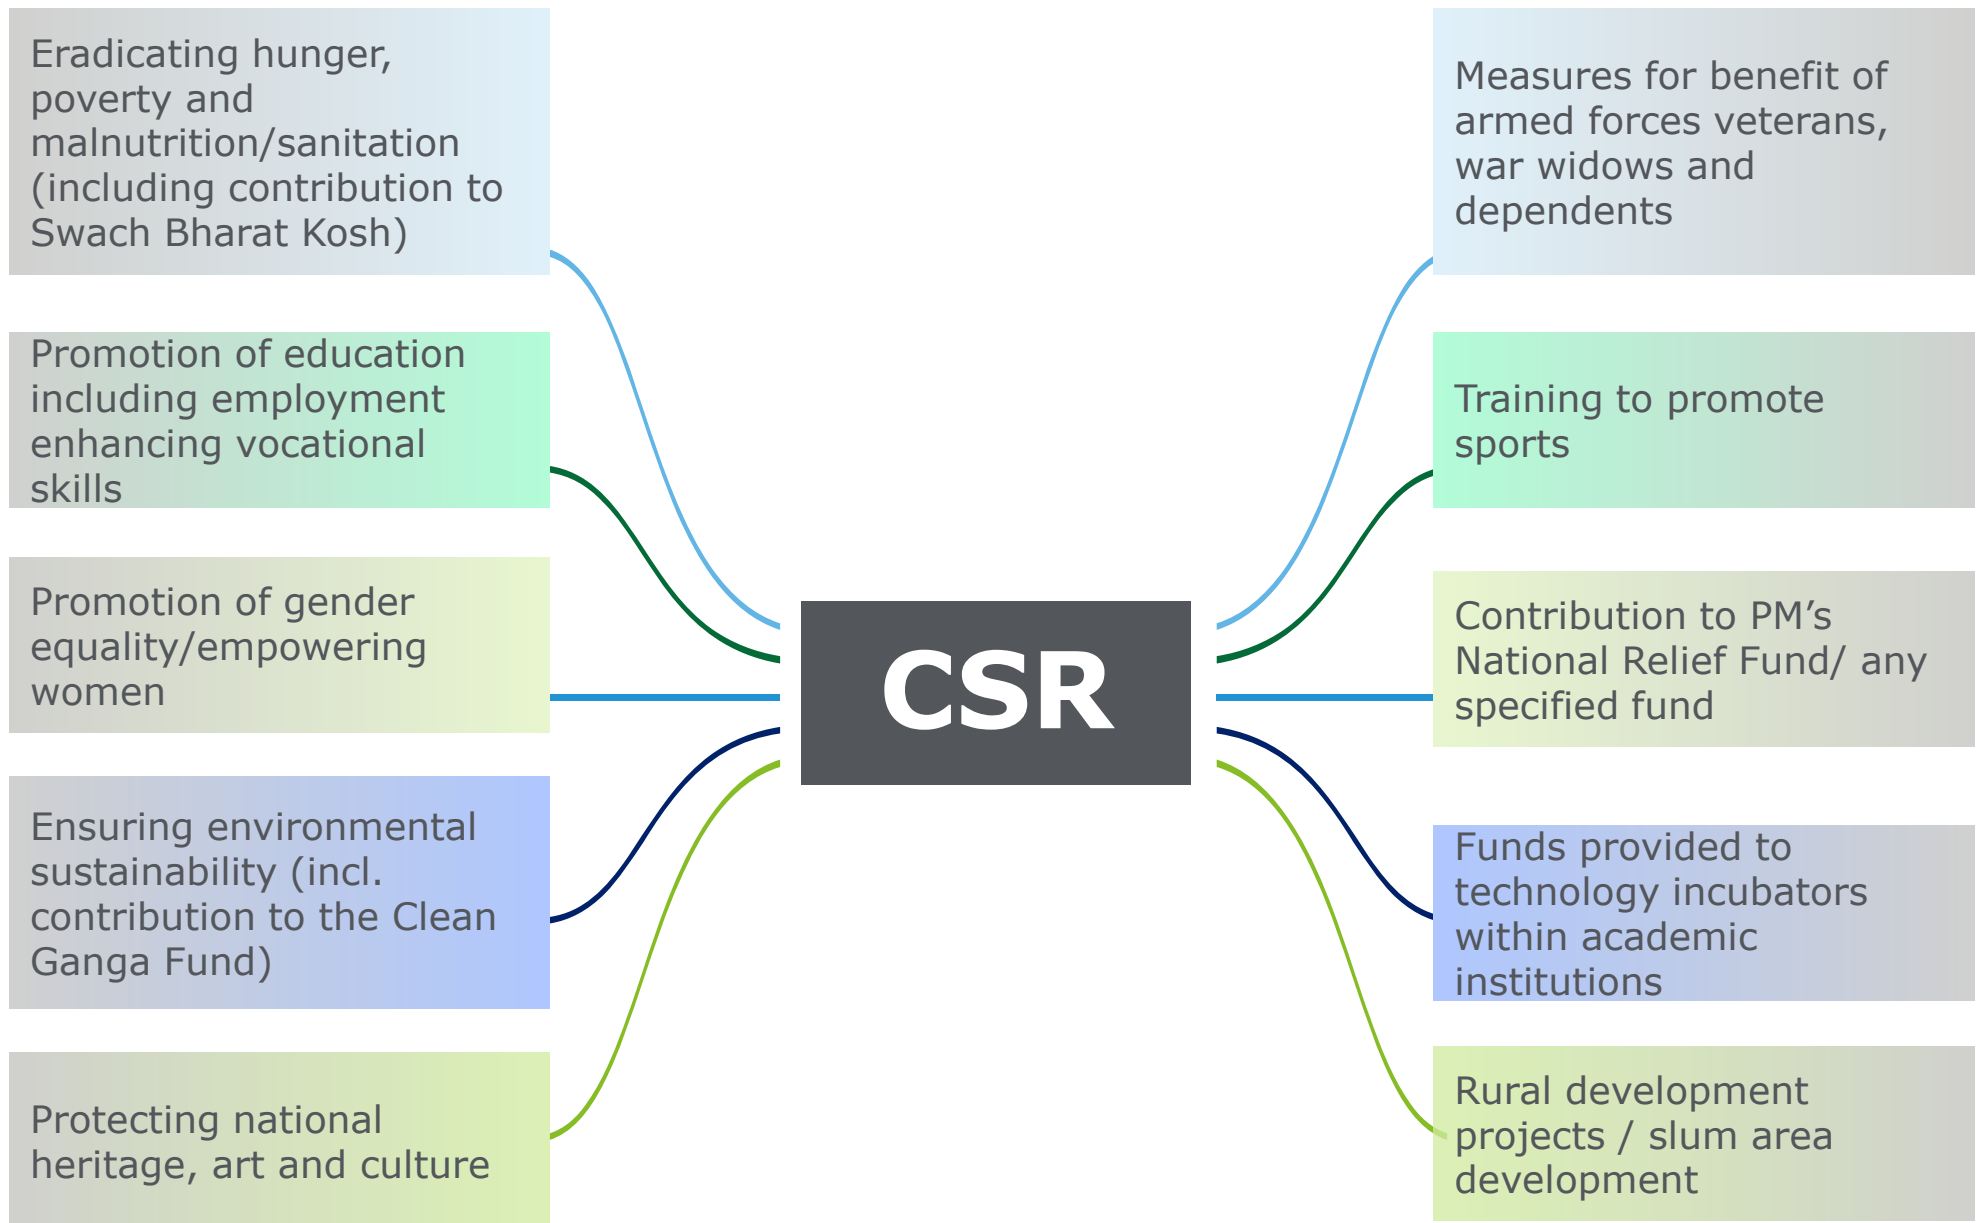 Eradicating hunger,
poverty and
malnutrition/sanitation
(including contribution to
Swach Bharat Kosh)
Promotion of education
including employment
enhancing vocational
skills
Promotion of gender
equality/empowering
women
Ensuring environmental
sustainability (incl.
contribution to the Clean
Ganga Fund)
Protecting national
heritage, art and culture
CSR
Measures for benefit of
armed forces veterans,
war widows and
dependents
Training to promote
sports
Contribution to PM’s
National Relief Fund/ any
specified fund
Funds provided to
technology incubators
within academic
institutions
Rural development
projects / slum area
development